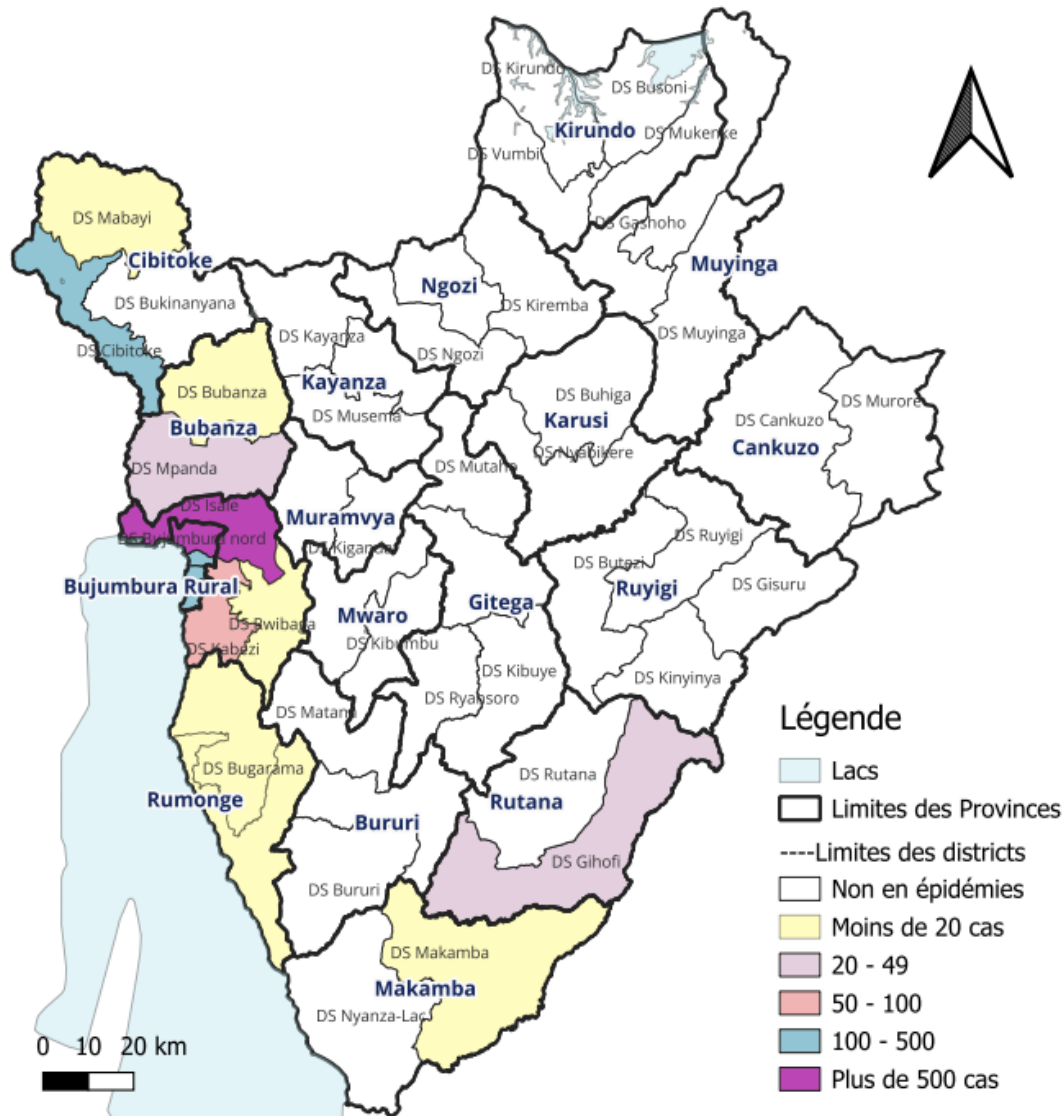 DS Kirundo
DS Busoni
Kirundo
DS Mukenke
DS Vumbi
DS Mabayi
DS Gashoho
Cibitoke
Muyinga
Ngozi
DS Bukinanyana
DS Kiremba
DS Kayanza
DS Muyinga
DS Cibitoke
DS Ngozi
Kayanza
DS Bubanza
DS Buhiga
DS Murore
DS Musema
Karusi
DS Cankuzo
Bubanza
Cankuzo
DS Nyabikere
DS Mutaho
DS Mpanda
DS Isale
Muramvya
DS Ruyigi
DS Bujumbura nord
DS Kiganda
DS Butezi
DS Gisuru
Bujumbura Rural
Ruyigi
Gitega
Mwaro
DS Rwibaga
DS Kibumbu
DS Kabezi
DS Kibuye
DS Kinyinya
DS Ryansoro
DS Matana
DS Bugarama
DS Rutana
Rumonge
Rutana
Bururi
DS Gihofi
DS Bururi
DS Makamba
Makamba
DS Nyanza-Lac
Légende
Lacs
Limites des Provinces
Limites des districts
Non en épidémies
Moins de 20 cas
20 - 49
50 - 100
100 - 500
Plus de 500 cas
0 10 20 km